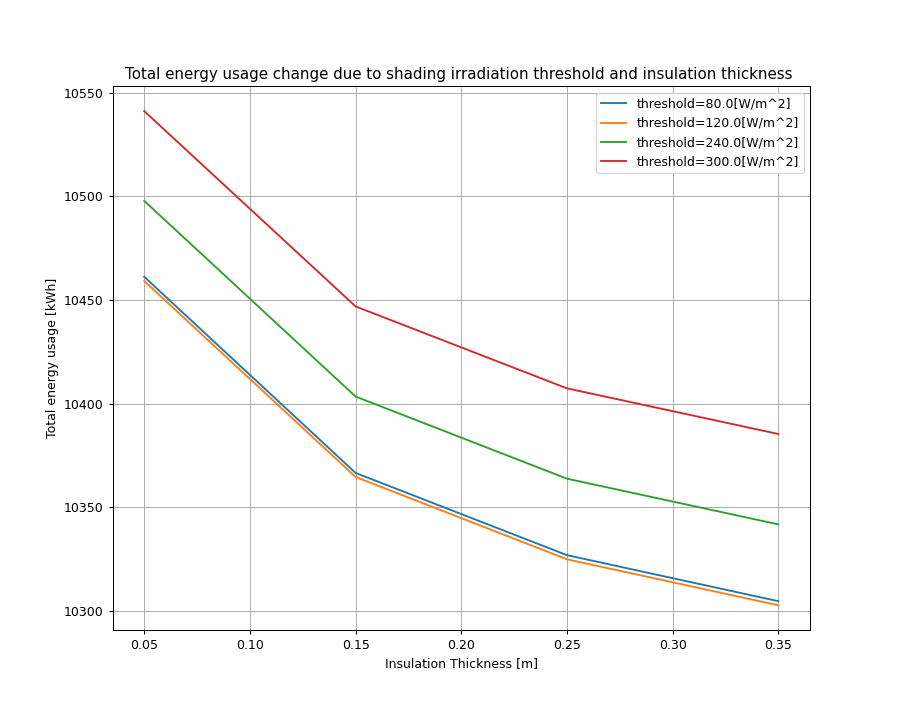 Total energy usage change due to shading irradiation threshold and insulation thickness
threshold=80.0[W/m^2]
threshold=120.0[W/m^2]
threshold=240.0[W/m^2]
threshold=300.0[W/m^2]
Total energy usage [kWh]
10550
10500
10450
10400
10350
10300
0.05 0.10 0.15 0.20 0.25 0.30 0.35
Insulation Thickness [m]